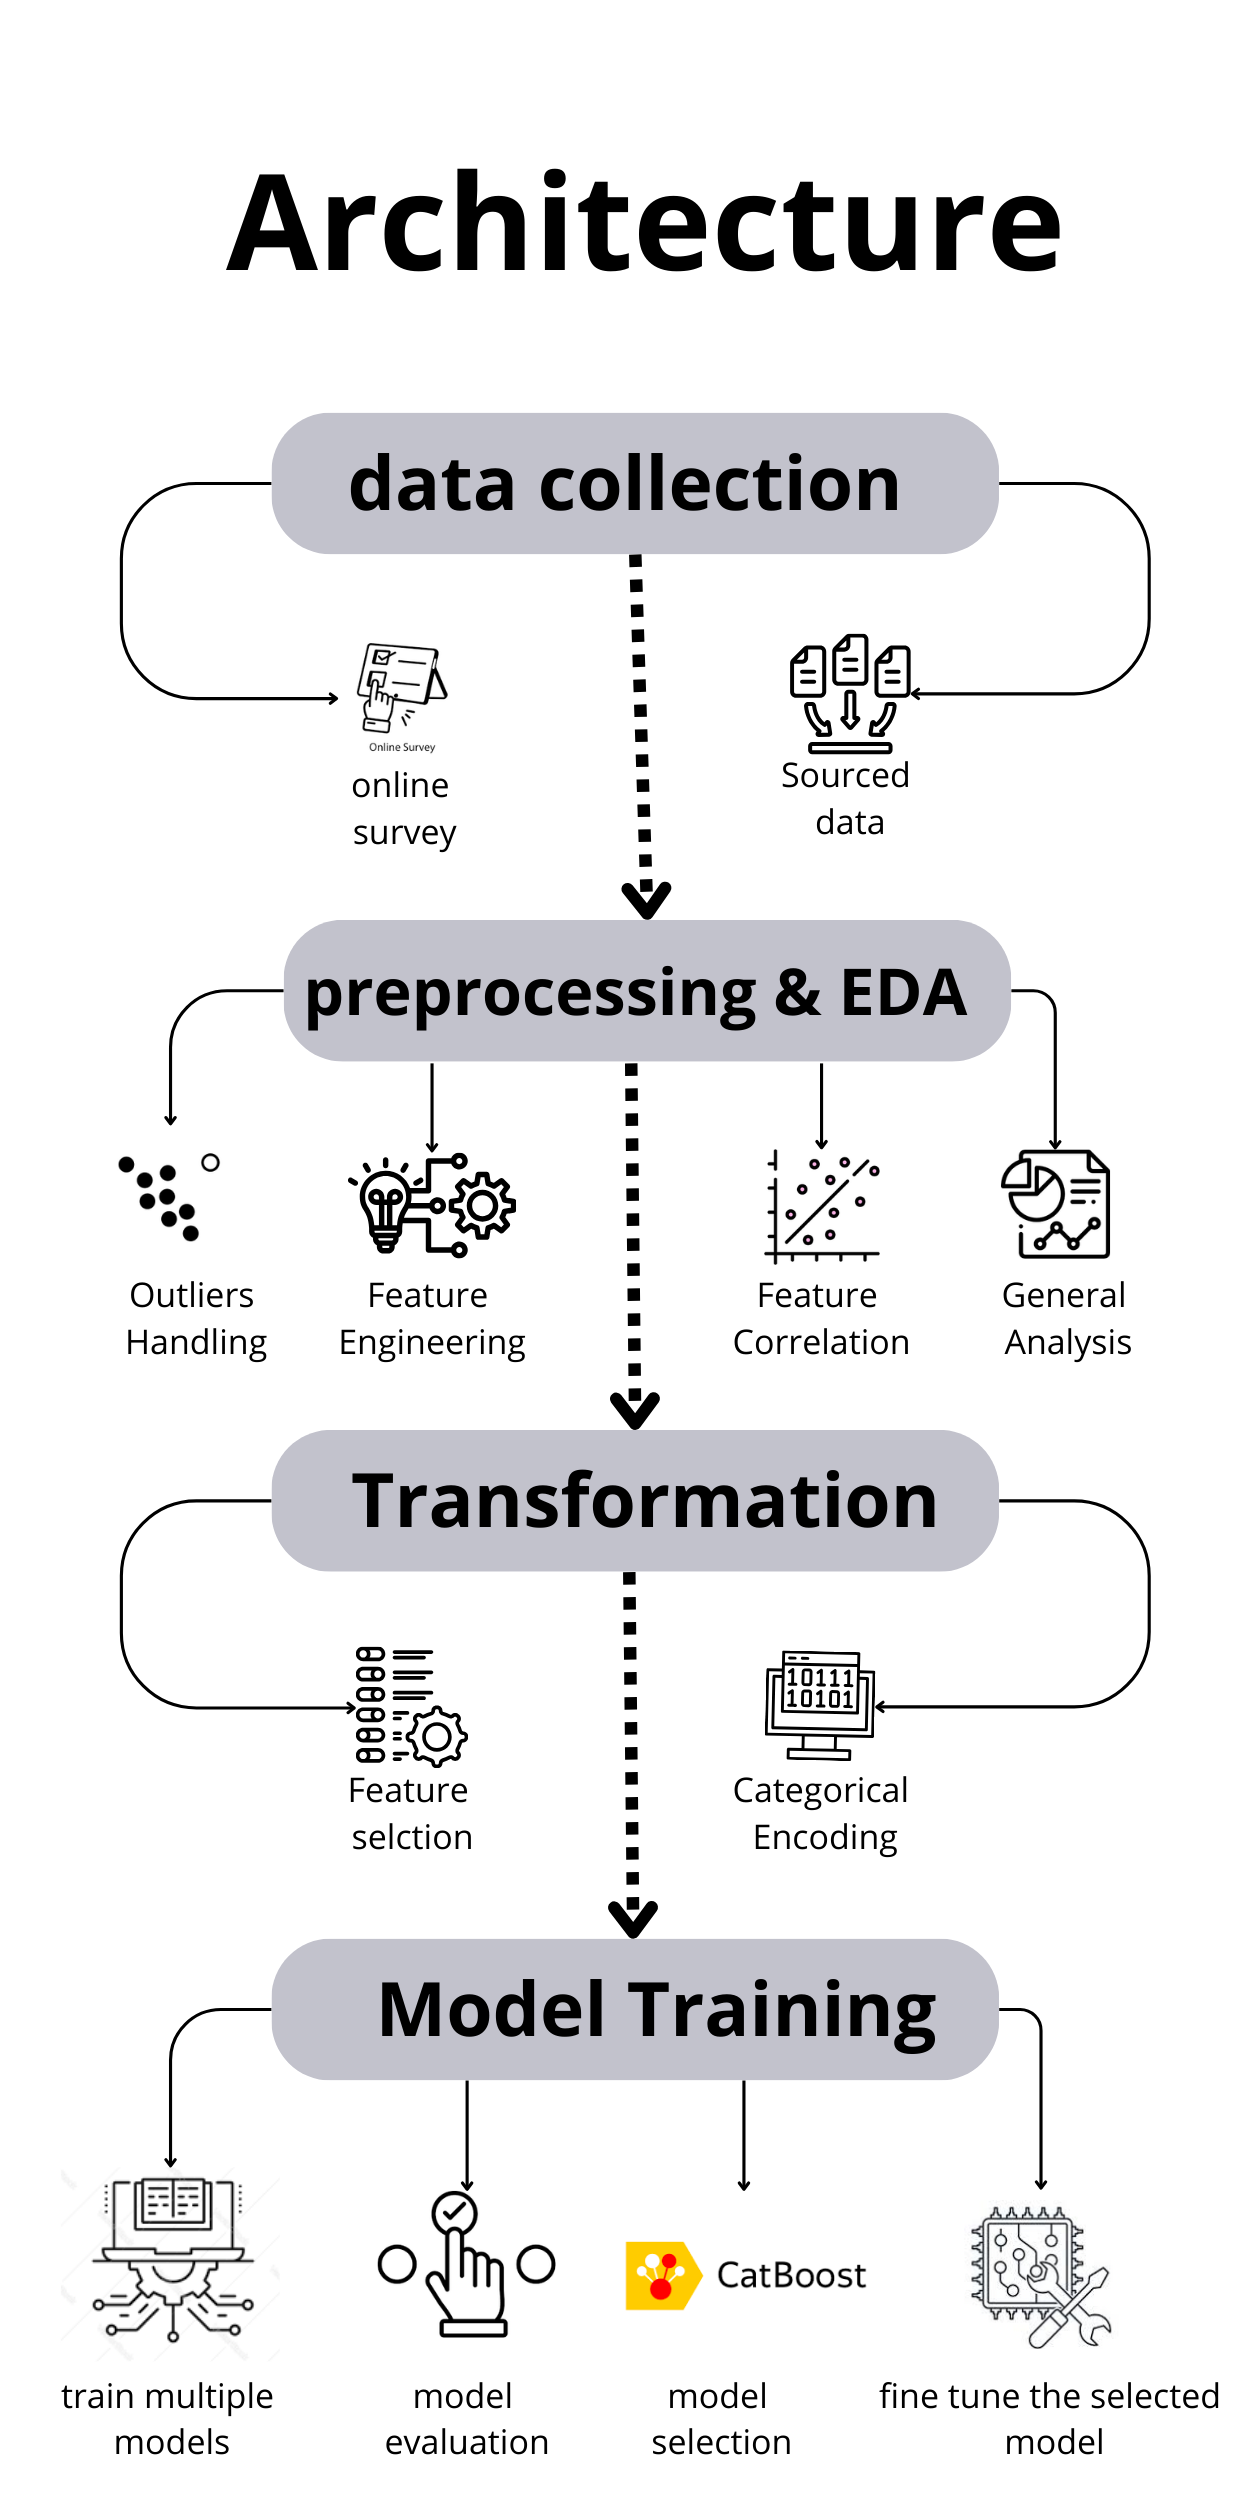 Architecture
data collection
Online Survey
online
survey
Sourced
data
preprocessing & EDA
Outliers
Handling
Feature
Engineering
Feature
Correlation
General
Analysis
Transformation
10111
10101
Feature
selction
Categorical
Encoding
Model Training
CatBoost
train multiple
models
model
evaluation
model
selection
fine tune the selected
model